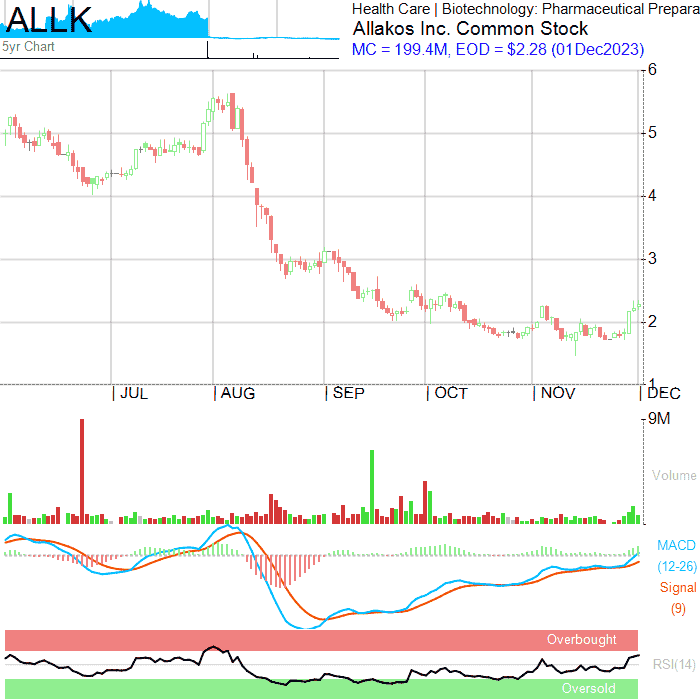 ALLK
5yr Chart
Health Care | Biotechnology: Pharmaceutical Prepara
Allakos Inc. Common Stock
MC = 199.4M, EOD = $2.28 (01Dec2023)
6
5
4
3
2
1
| JUL | AUG | SEP | OCT | NOV | DEC
9M
Volume
MACD
(12-26)
Signal
(9)
Overbought
RSI(14)
Oversold